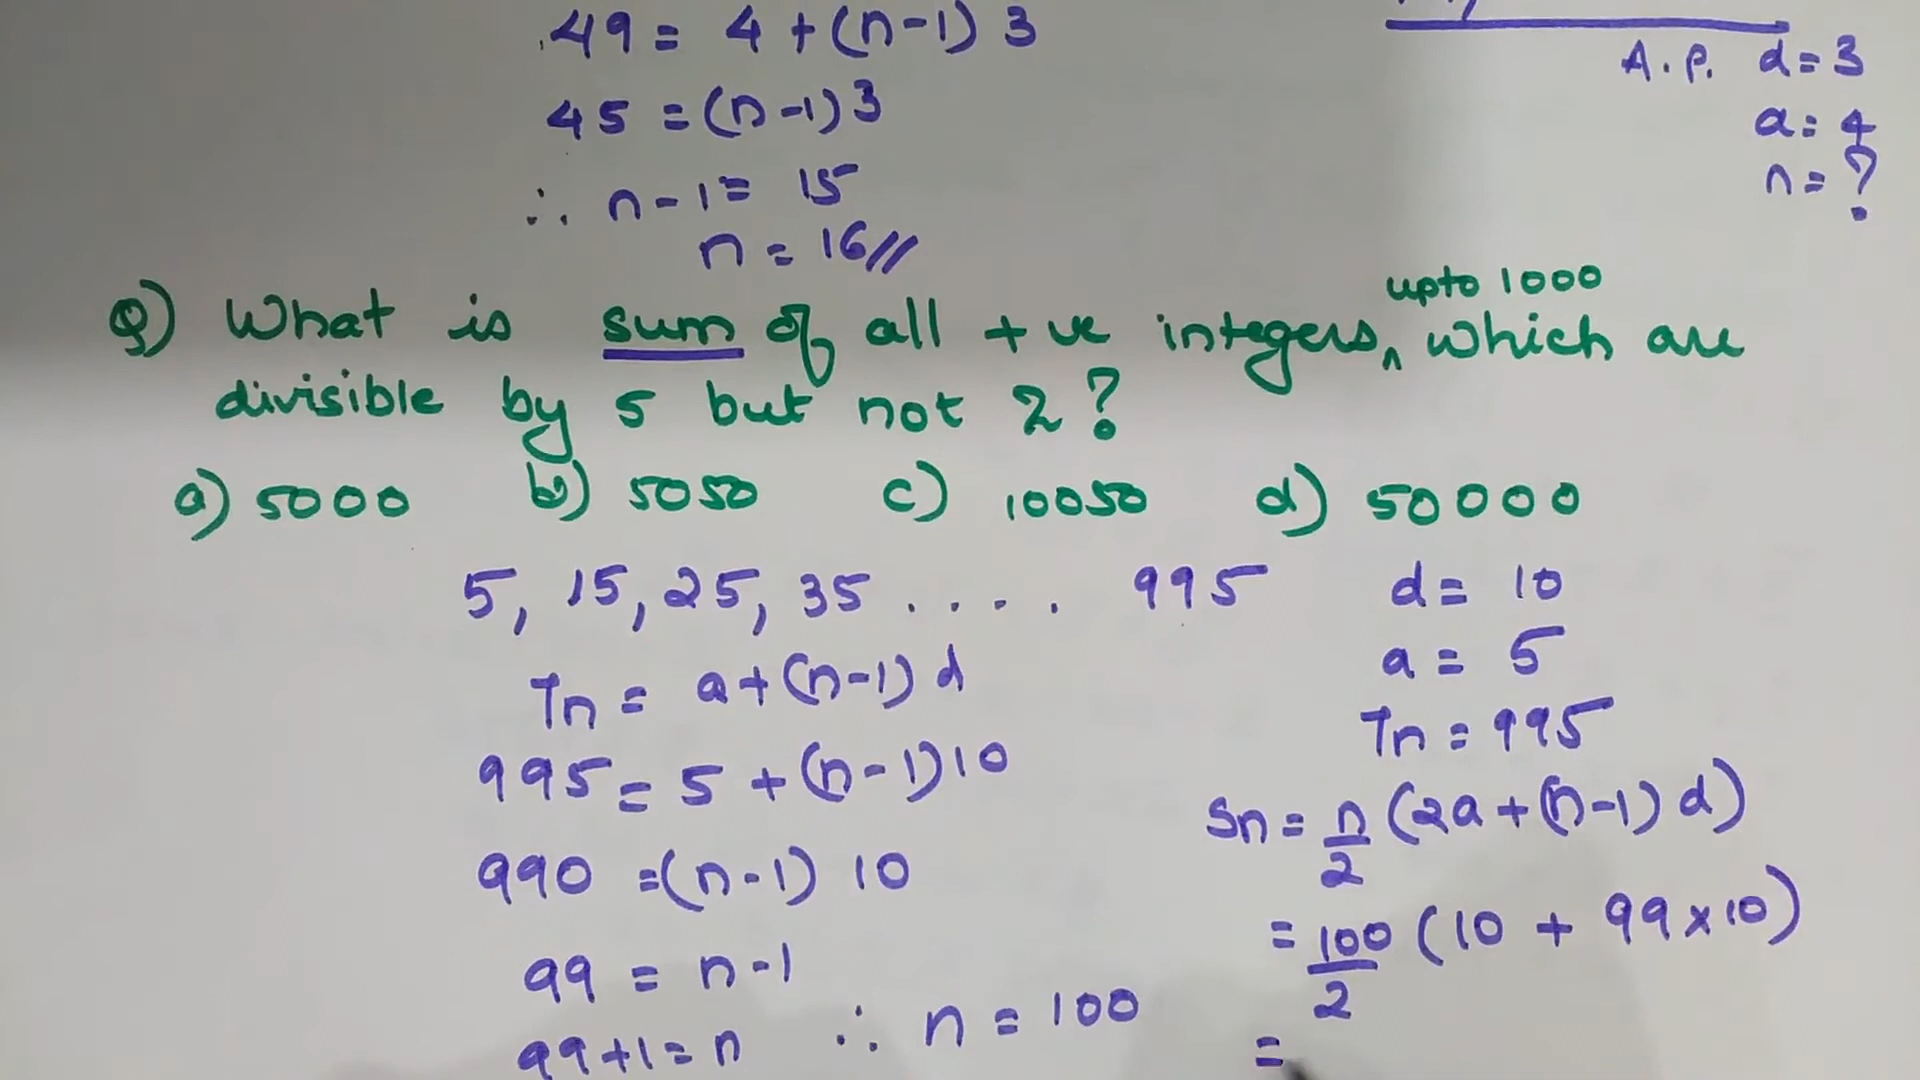 49 = 4 + (n-1) 3
45 = (n-1)3
∴ n-1 = 15
n = 16//
A.P. d=3
a=4
n=?
Q) What is sum of all +ve integers, upto 1000 which are
divisible by 5 but not 2?
a) 5000 b) 5050 c) 10050 d) 50000
5, 15, 25, 35 .... 995
Tn = a+(n-1) d
995 = 5 + (n-1)10
990 = (n-1) 10
99 = n-1
99+1=n ∴ n = 100
d = 10
a = 5
Tn = 995
Sn = n/2 (2a+(n-1) d)
= 100/2 (10 + 99×10)
=